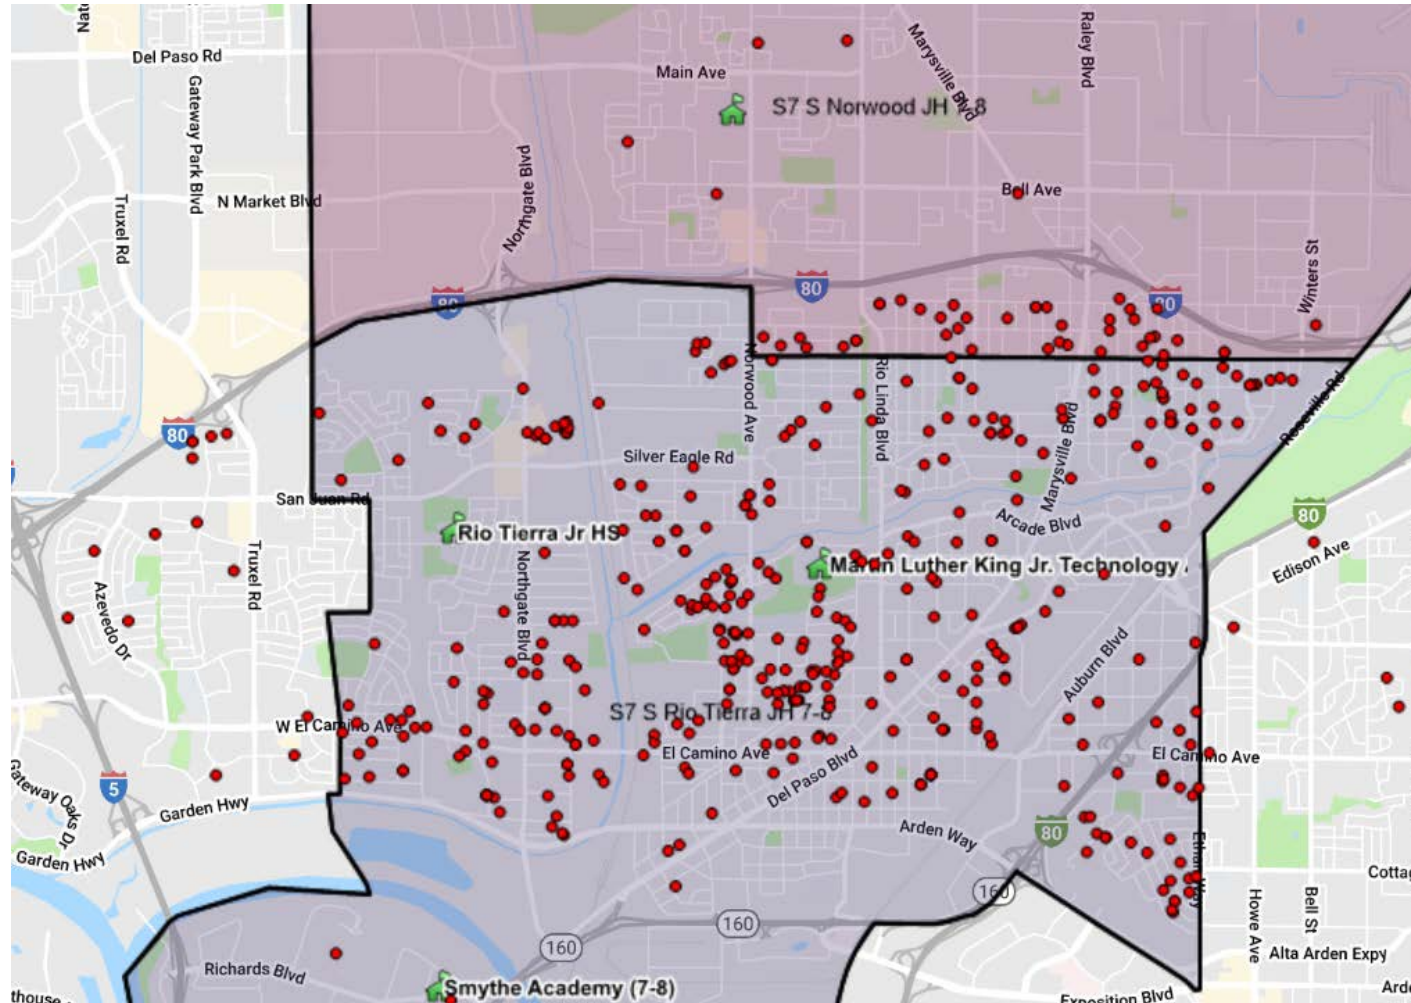 Del Paso Rd
Gateway Park Blvd
Truxel Rd
N Market Blvd
Northgate Blvd
Main Ave
Marysville Blvd
Raley Blvd
S7 S Norwood JH
Bell Ave
Winters St
80
80
80
80
Norwood Ave
Rio Linda Blvd
Marysville Blvd
Roseville Rd
Silver Eagle Rd
San Juan Rd
Arcade Blvd
80
Edison Ave
Rio Tierra Jr HS
Martin Luther King Jr. Technology
Truxel Rd
Azevedo Dr
Northgate Blvd
Auburn Blvd
S7 S Rio Tierra JH 7-8
W El Camino Ave
El Camino Ave
El Camino Ave
Del Paso Blvd
5
Gateway Oaks Dr
Garden Hwy
Garden Hwy
Arden Way
80
Ethan Way
160
160
160
Howe Ave
Bell St
Alta Arden Expy
Richards Blvd
Smythe Academy (7-8)
Exposition Blvd